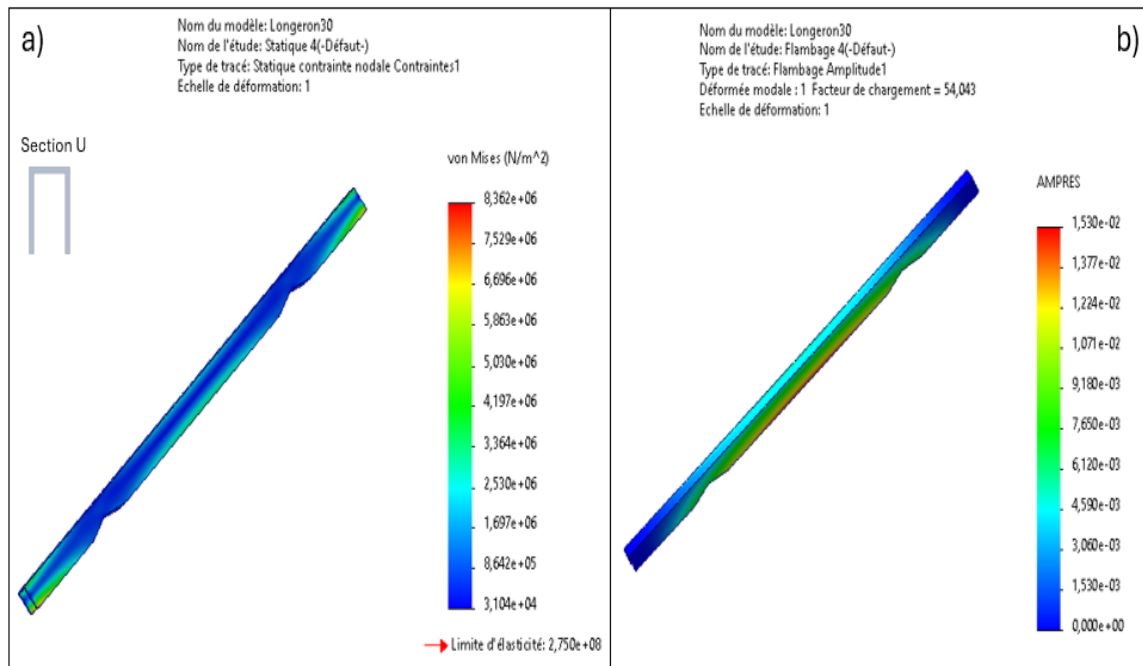 a)
Nom du modèle: Longeron30
Nom de l'étude: Statique 4(-Défaut-)
Type de tracé: Statique contrainte nodale Contraintes1
Echelle de déformation: 1
Section U
von Mises (N/m^2)
8,362e+06
7,529e+06
6,696e+06
5,863e+06
5,030e+06
4,197e+06
3,364e+06
2,530e+06
1,697e+06
8,642e+05
3,104e+04
Limite d'élasticité: 2,750e+08
b)
Nom du modèle: Longeron30
Nom de l'étude: Flambage 4(-Défaut-)
Type de tracé: Flambage Amplitude1
Déformée modale : 1 Facteur de chargement = 54,043
Echelle de déformation: 1
AMPRES
1,530e-02
1,377e-02
1,224e-02
1,071e-02
9,180e-03
7,650e-03
6,120e-03
4,590e-03
3,060e-03
1,530e-03
0,000e+00